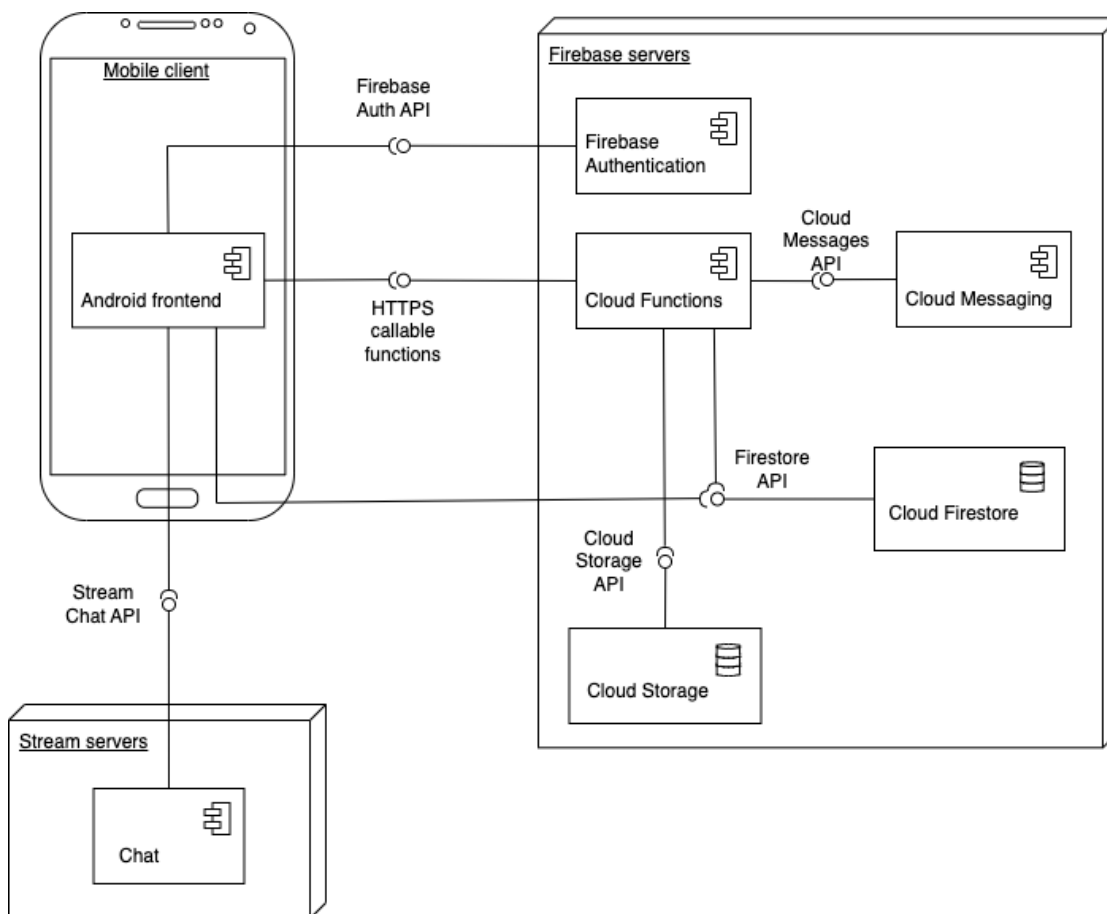 Mobile client
Firebase servers
Firebase
Auth API
Firebase
Authentication
Android frontend
HTTPS
callable
functions
Cloud Functions
Cloud
Messages
API
Cloud Messaging
Firestore
API
Cloud Firestore
Cloud
Storage
API
Cloud Storage
Stream
Chat API
Stream servers
Chat